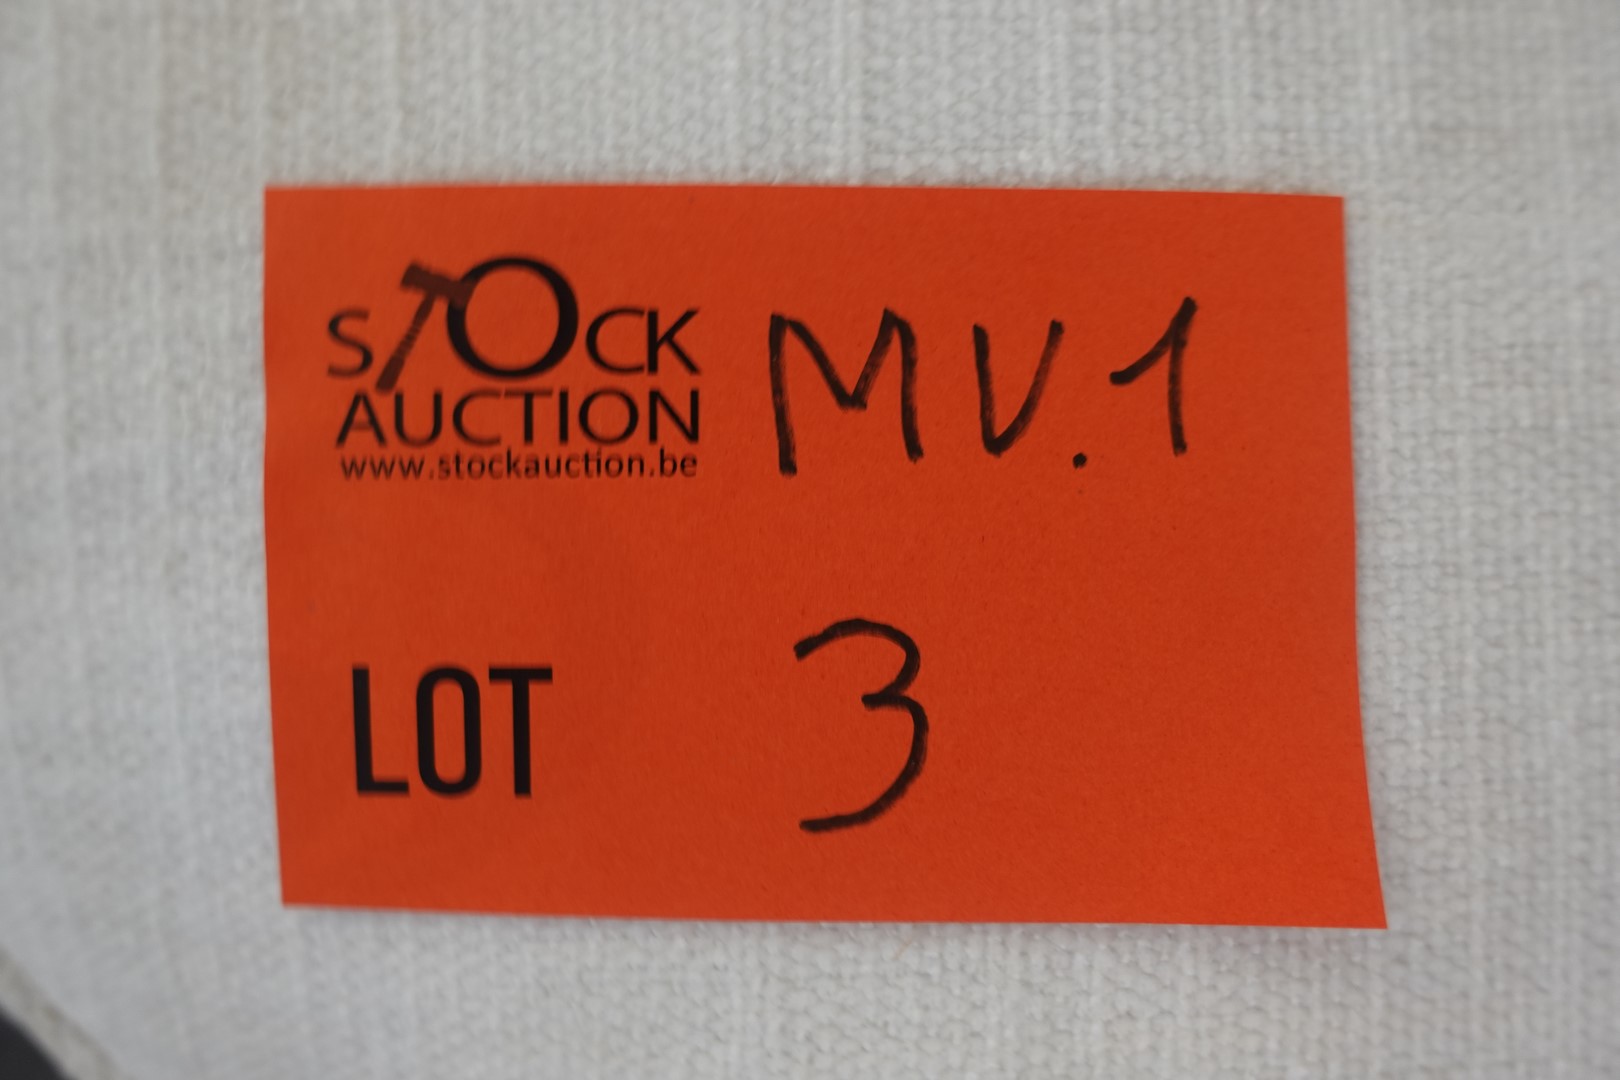 STOCK MV.1
AUCTION
www.stockauction.be
LOT 3